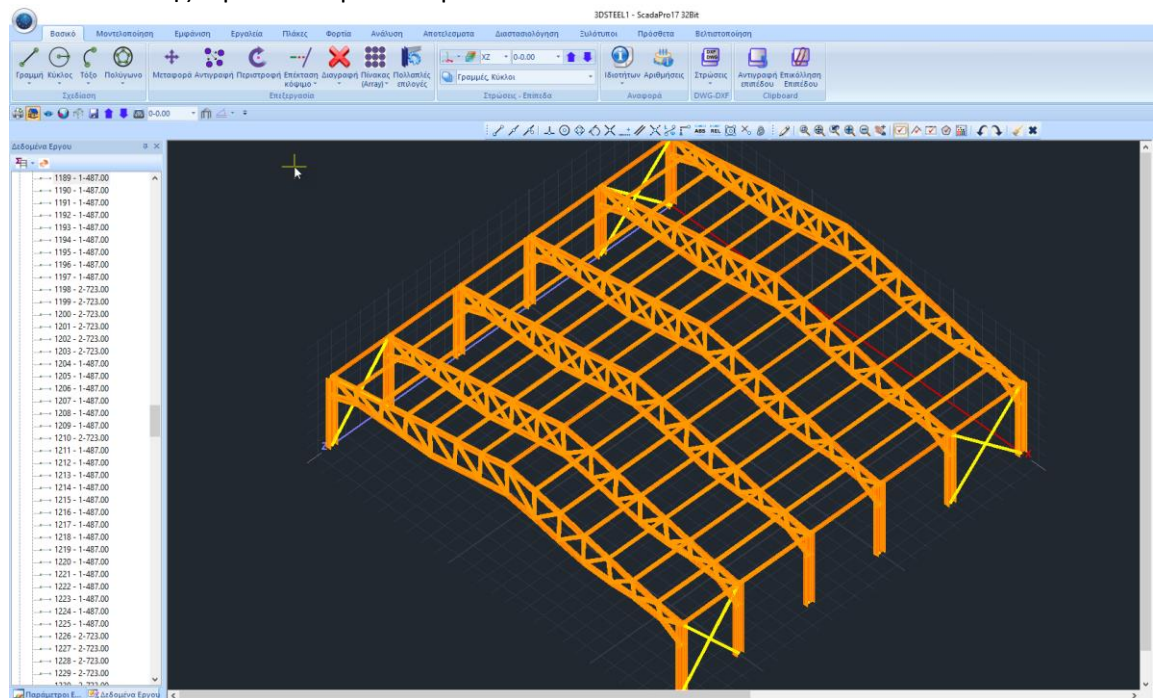 3DSTEEL1 - ScadaPro17 32Bit
Βασικό Μοντελοποίηση Εμφάνιση Εργαλεία Πλάκες Φορτία Ανάλυση Αποτελεσματα Διαστασιολόγηση Ξυλότυποι Πρόσθετα Βελτιστοποίηση
XZ 0-0.00
Γραμμή Κύκλος Τόξο Πολύγωνο Μεταφορά Αντιγραφή Περιστροφή Επέκταση Διαγραφή Πίνακας Πολλαπλές Γραμμές, Κύκλοι Ιδιοτήτων Αριθμήσεις Στρώσεις Αντιγραφή Επικόλληση
κόψιμο (Array) επιλογές επιπέδου Επιπέδου
Σχεδίαση Επεξεργασία Στρώσεις - Επίπεδα Αναφορά DWG-DXF Clipboard
0-0.00
ABS REL
Δεδομένα Εργου
1189 - 1-487.00
1190 - 1-487.00
1191 - 1-487.00
1192 - 1-487.00
1193 - 1-487.00
1194 - 1-487.00
1195 - 1-487.00
1196 - 1-487.00
1197 - 1-487.00
1198 - 2-723.00
1199 - 2-723.00
1200 - 2-723.00
1201 - 2-723.00
1202 - 2-723.00
1203 - 2-723.00
1204 - 1-487.00
1205 - 1-487.00
1206 - 1-487.00
1207 - 1-487.00
1208 - 1-487.00
1209 - 1-487.00
1210 - 2-723.00
1211 - 1-487.00
1212 - 1-487.00
1213 - 1-487.00
1214 - 1-487.00
1215 - 1-487.00
1216 - 1-487.00
1217 - 1-487.00
1218 - 1-487.00
1219 - 1-487.00
1220 - 1-487.00
1221 - 1-487.00
1222 - 1-487.00
1223 - 1-487.00
1224 - 1-487.00
1225 - 1-487.00
1226 - 2-723.00
1227 - 2-723.00
1228 - 2-723.00
1229 - 2-723.00
Παράμετροι Ε... Δεδομένα Εργου